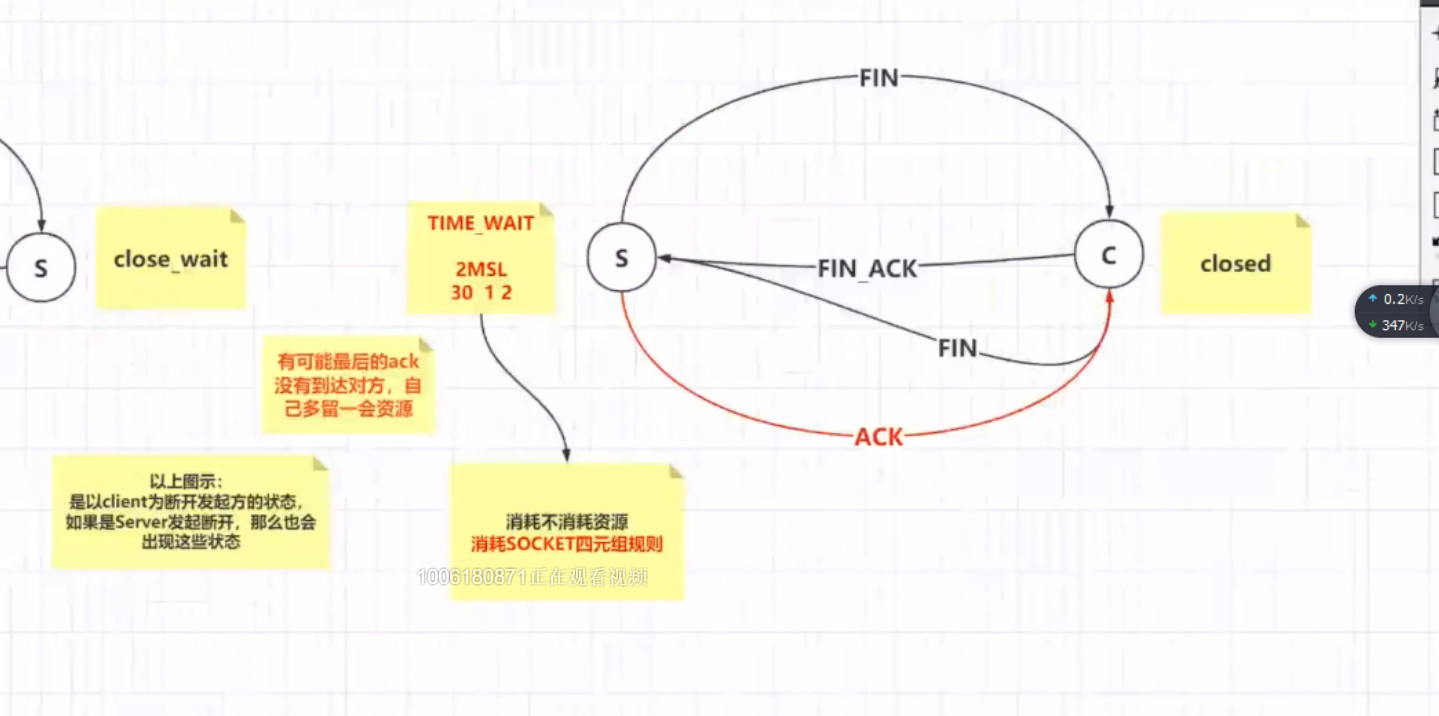 FIN
S
close_wait
TIME_WAIT
2MSL
30 1 2
S
FIN_ACK
C
closed
0.2K/s
347K/s
FIN
有可能最后的ack
没有到达对方，自
己多留一会资源
ACK
以上图示：
是以client为断开发起方的状态，
如果是Server发起断开，那么也会
出现这些状态
消耗不消耗资源
消耗SOCKET四元组规则
1006180871正在观看视频